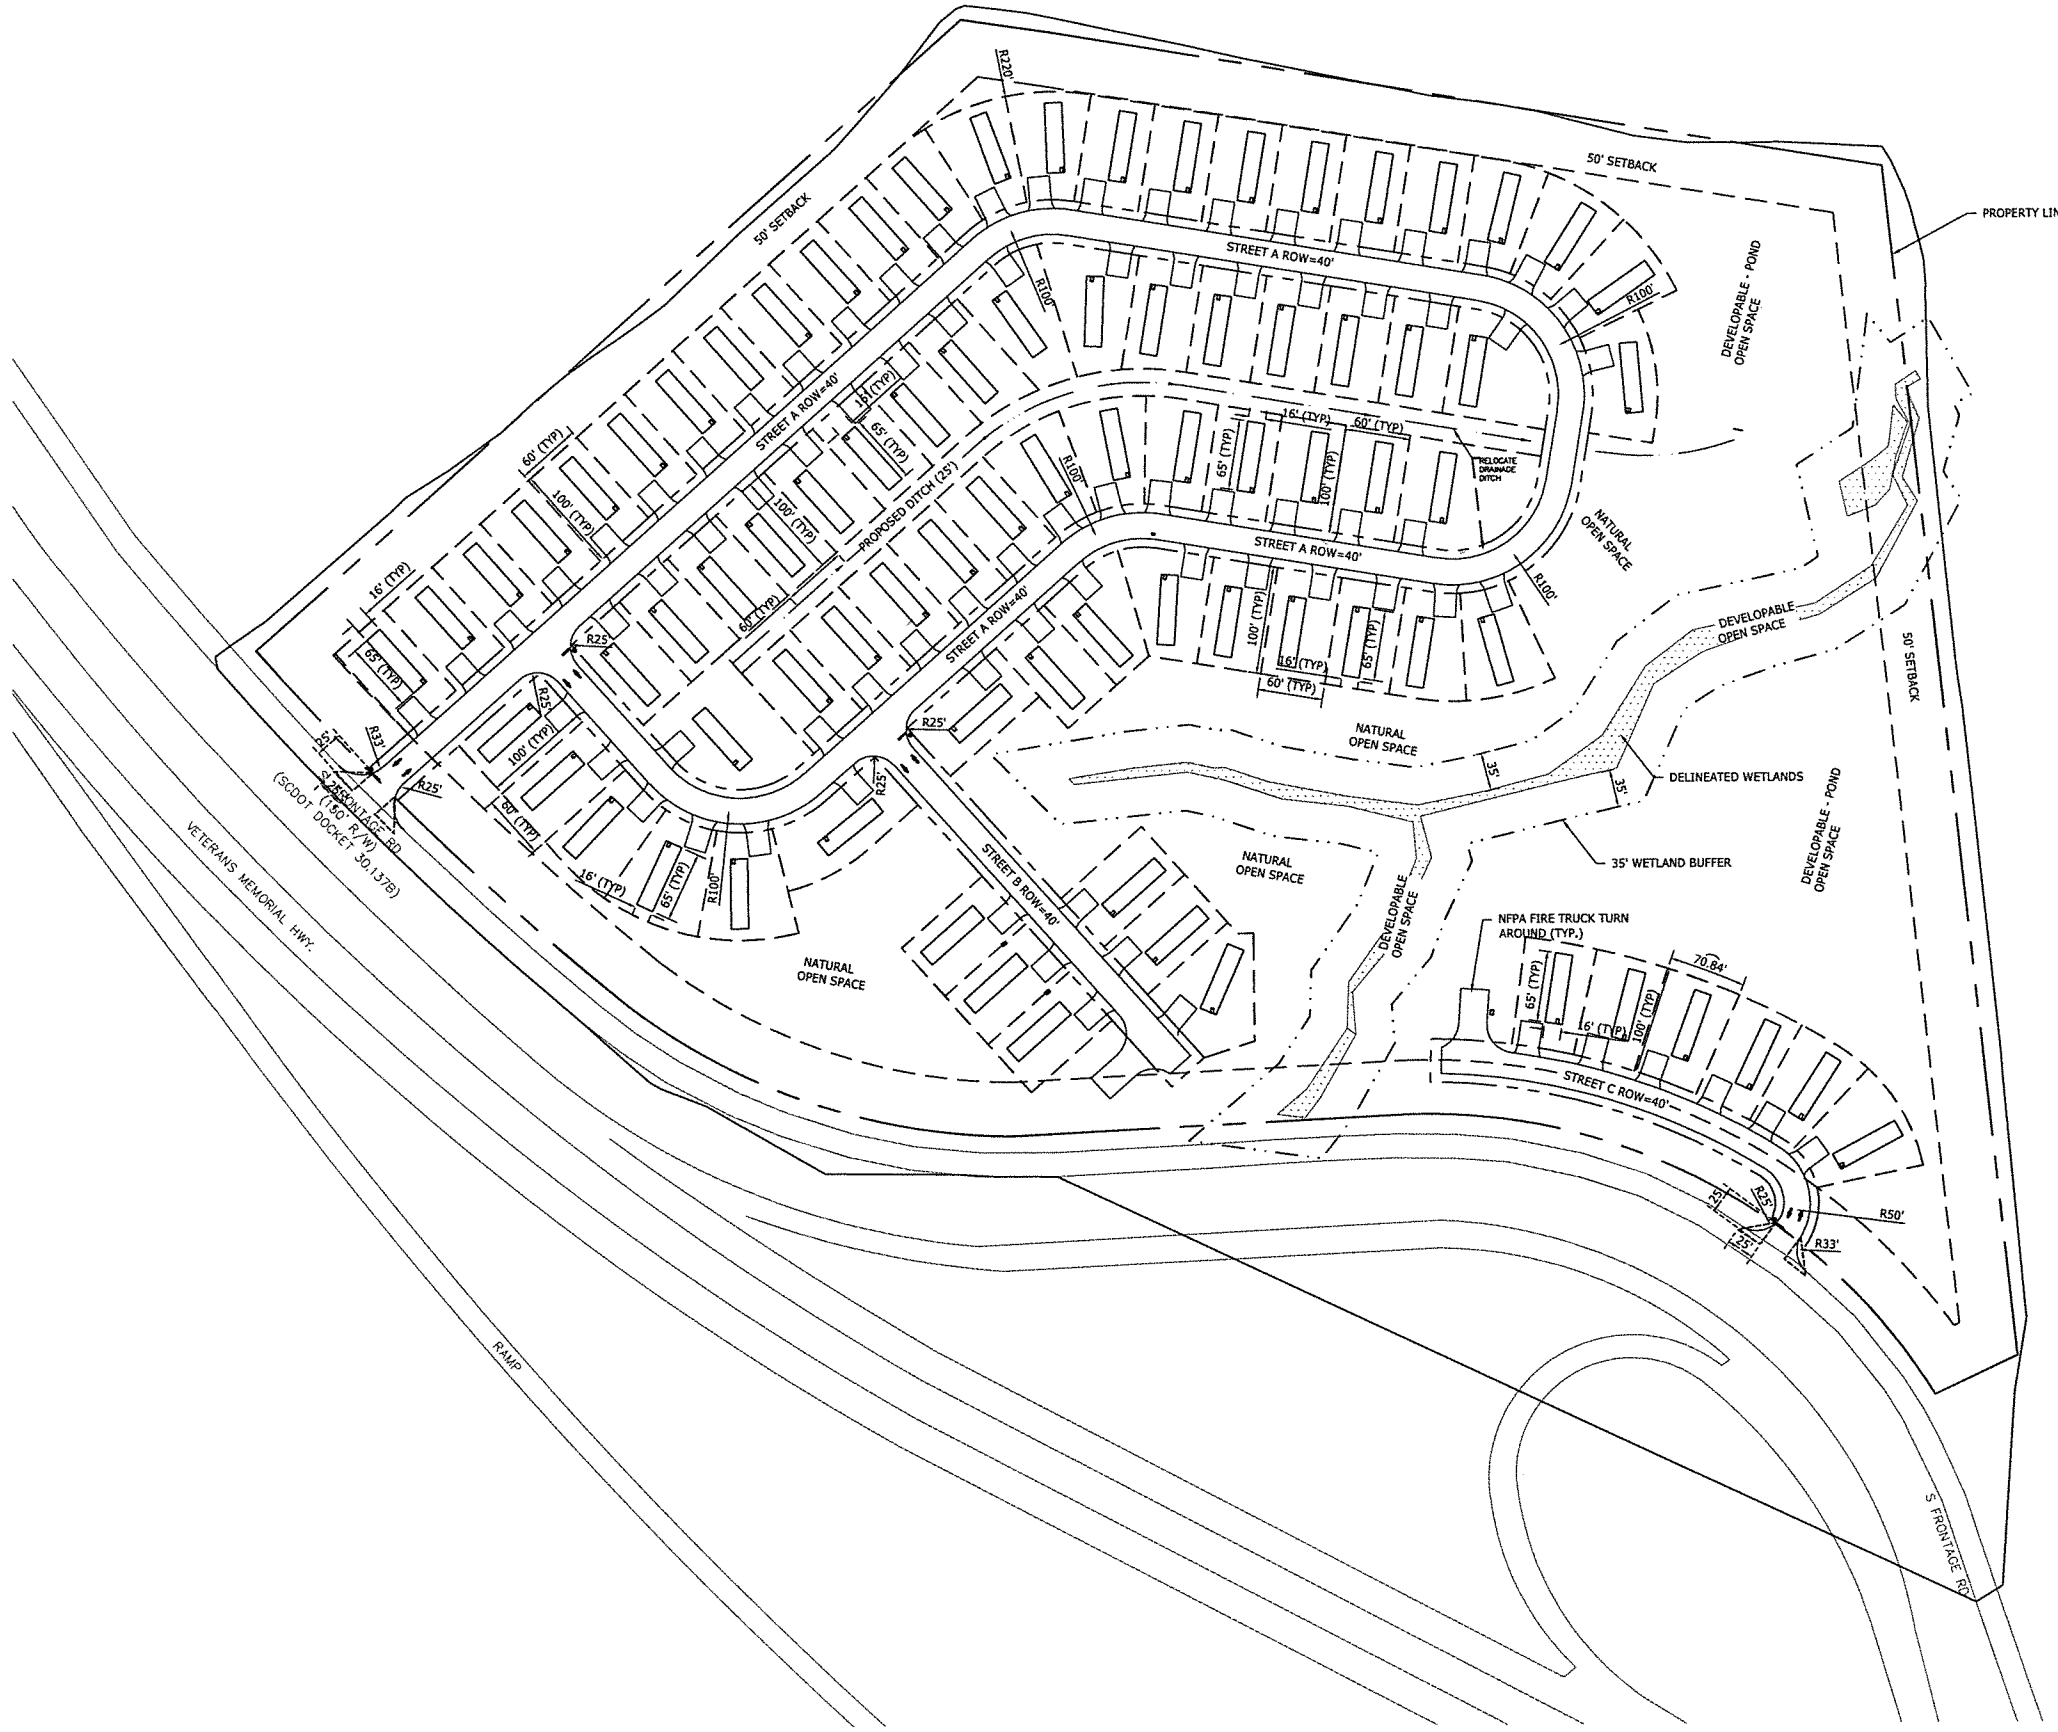 R220'
50' SETBACK
50' SETBACK
PROPERTY LIN
STREET A ROW=40'
R100'
R100'
DEVELOPABLE - POND
OPEN SPACE
STREET A ROW=40'
16' (TYP)
65' (TYP)
60' (TYP)
100' (TYP)
100' (TYP)
PROPOSED DITCH (25')
R100'
16' (TYP)
60' (TYP)
65' (TYP)
100' (TYP)
RELOCATE
DRAINAGE
DITCH
NATURAL
OPEN SPACE
STREET A ROW=40'
R100'
16' (TYP)
65' (TYP)
60' (TYP)
STREET A ROW=40'
100' (TYP)
16' (TYP)
65' (TYP)
60' (TYP)
DEVELOPABLE
OPEN SPACE
50' SETBACK
R25'
R25'
R33'
R25'
25'
100' (TYP)
60' (TYP)
16' (TYP)
65' (TYP)
R100'
R25'
R25'
NATURAL
OPEN SPACE
35'
35'
DELINEATED WETLANDS
35' WETLAND BUFFER
DEVELOPABLE - POND
OPEN SPACE
FRONTAGE RD
(150' R/W)
(SCDOT DOCKET 30.137B)
VETERANS MEMORIAL HWY.
STREET B ROW=40'
NATURAL
OPEN SPACE
DEVELOPABLE
OPEN SPACE
NATURAL
OPEN SPACE
NFPA FIRE TRUCK TURN
AROUND (TYP.)
70.84'
65' (TYP)
16' (TYP)
100' (TYP)
STREET C ROW=40'
25'
R25'
25'
R50'
R33'
RAMP
S FRONTAGE RD